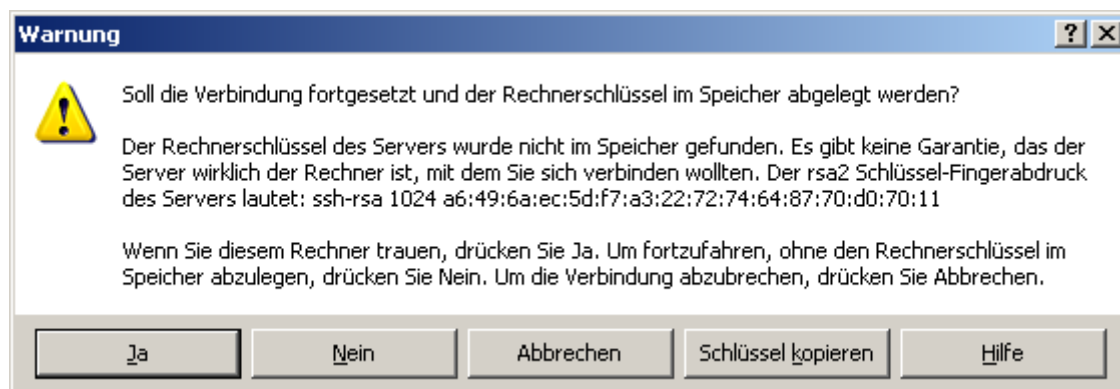 Warnung
Soll die Verbindung fortgesetzt und der Rechnerschlüssel im Speicher abgelegt werden?
Der Rechnerschlüssel des Servers wurde nicht im Speicher gefunden. Es gibt keine Garantie, das der
Server wirklich der Rechner ist, mit dem Sie sich verbinden wollten. Der rsa2 Schlüssel-Fingerabdruck
des Servers lautet: ssh-rsa 1024 a6:49:6a:ec:5d:f7:a3:22:72:74:64:87:70:d0:70:11
Wenn Sie diesem Rechner trauen, drücken Sie Ja. Um fortzufahren, ohne den Rechnerschlüssel im
Speicher abzulegen, drücken Sie Nein. Um die Verbindung abzubrechen, drücken Sie Abbrechen.
Ja Nein Abbrechen Schlüssel kopieren Hilfe